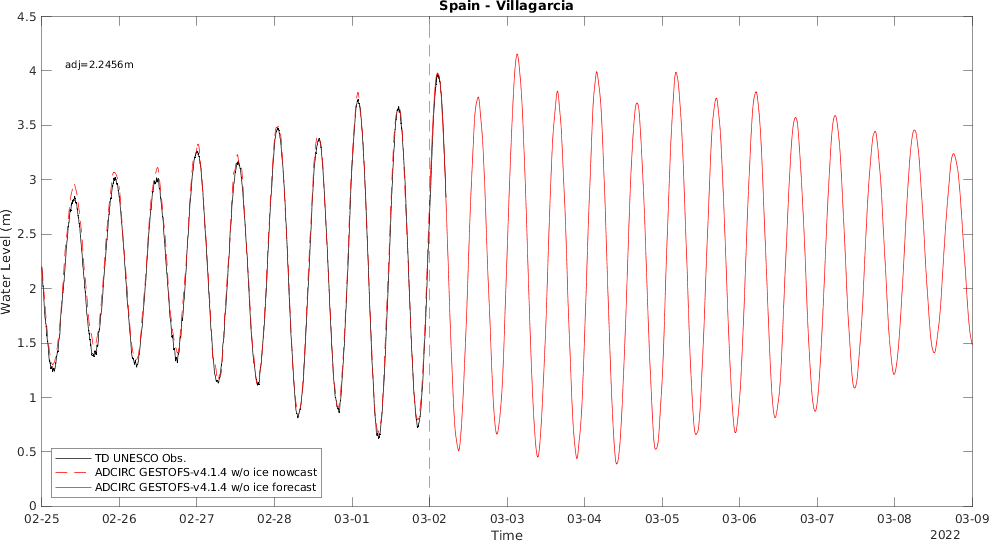 Spain - Villagarcia
adj=2.2456m
Water Level (m)
4.5
4
3.5
3
2.5
2
1.5
1
0.5
0
TD UNESCO Obs.
ADCIRC GESTOFS-v4.1.4 w/o ice nowcast
ADCIRC GESTOFS-v4.1.4 w/o ice forecast
02-25 02-26 02-27 02-28 03-01 03-02 03-03 03-04 03-05 03-06 03-07 03-08 03-09
Time
2022